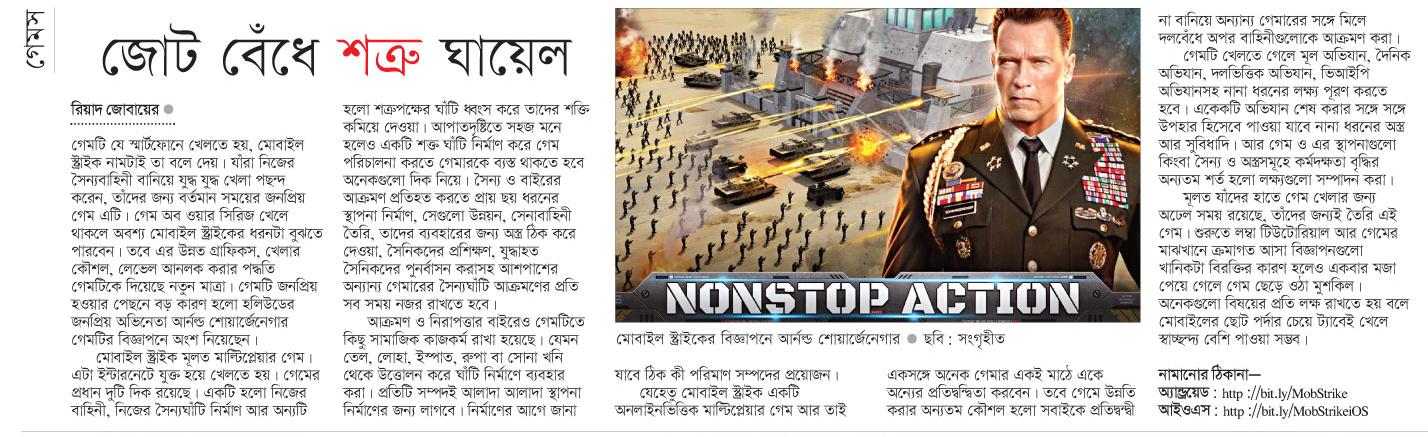 গেমস
জোট বেঁধে শত্রু ঘায়েল
রিয়াদ জোবায়ের ●
গেমটি যে স্মার্টফোনে খেলতে হয়, মোবাইল
স্ট্রাইক নামটাই তা বলে দেয়। যাঁরা নিজের
সৈন্যবাহিনী বানিয়ে যুদ্ধ যুদ্ধ খেলা পছন্দ
করেন, তাঁদের জন্য বর্তমান সময়ের জনপ্রিয়
গেম এটি। গেম অব ওয়ার সিরিজ খেলে
থাকলে অবশ্য মোবাইল স্ট্রাইকের ধরনটা বুঝতে
পারবেন। তবে এর উন্নত গ্রাফিকস, খেলার
কৌশল, লেভেল আনলক করার পদ্ধতি
গেমটিকে দিয়েছে নতুন মাত্রা। গেমটি জনপ্রিয়
হওয়ার পেছনে বড় কারণ হলো হলিউডের
জনপ্রিয় অভিনেতা আর্নল্ড শোয়ার্জেনেগার
গেমটির বিজ্ঞাপনে অংশ নিয়েছেন।
মোবাইল স্ট্রাইক মূলত মাল্টিপ্লেয়ার গেম।
এটা ইন্টারনেটে যুক্ত হয়ে খেলতে হয়। গেমের
প্রধান দুটি দিক রয়েছে। একটি হলো নিজের
বাহিনী, নিজের সৈন্যঘাঁটি নির্মাণ আর অন্যটি
হলো শত্রুপক্ষের ঘাঁটি ধ্বংস করে তাদের শক্তি
কমিয়ে দেওয়া। আপাতদৃষ্টিতে সহজ মনে
হলেও একটি শক্ত ঘাঁটি নির্মাণ করে গেম
পরিচালনা করতে গেমারকে ব্যস্ত থাকতে হবে
অনেকগুলো দিক নিয়ে। সৈন্য ও বাইরের
আক্রমণ প্রতিহত করতে প্রায় ছয় ধরনের
স্থাপনা নির্মাণ, সেগুলো উন্নয়ন, সেনাবাহিনী
তৈরি, তাদের ব্যবহারের জন্য অস্ত্র ঠিক করে
দেওয়া, সৈনিকদের প্রশিক্ষণ, যুদ্ধাহত
সৈনিকদের পুনর্বাসন করাসহ আশপাশের
অন্যান্য গেমারের সৈন্যঘাঁটি আক্রমণের প্রতি
সব সময় নজর রাখতে হবে।
আক্রমণ ও নিরাপত্তার বাইরেও গেমটিতে
কিছু সামাজিক কাজকর্ম রাখা হয়েছে। যেমন
তেল, লোহা, ইস্পাত, রুপা বা সোনা খনি
থেকে উত্তোলন করে ঘাঁটি নির্মাণে ব্যবহার
করা। প্রতিটি সম্পদই আলাদা আলাদা স্থাপনা
নির্মাণের জন্য লাগবে। নির্মাণের আগে জানা
NONSTOP ACTION
মোবাইল স্ট্রাইকের বিজ্ঞাপনে আর্নল্ড শোয়ার্জেনেগার ● ছবি : সংগৃহীত
যাবে ঠিক কী পরিমাণ সম্পদের প্রয়োজন।
যেহেতু মোবাইল স্ট্রাইক একটি
অনলাইনভিত্তিক মাল্টিপ্লেয়ার গেম আর তাই
একসঙ্গে অনেক গেমার একই মাঠে একে
অন্যের প্রতিদ্বন্দ্বিতা করবেন। তবে গেমে উন্নতি
করার অন্যতম কৌশল হলো সবাইকে প্রতিদ্বন্দ্বী
না বানিয়ে অন্যান্য গেমারের সঙ্গে মিলে
দলবেঁধে অপর বাহিনীগুলোকে আক্রমণ করা।
গেমটি খেলতে গেলে মূল অভিযান, দৈনিক
অভিযান, দলভিত্তিক অভিযান, ভিআইপি
অভিযানসহ নানা ধরনের লক্ষ্য পূরণ করতে
হবে। একেকটি অভিযান শেষ করার সঙ্গে সঙ্গে
উপহার হিসেবে পাওয়া যাবে নানা ধরনের অস্ত্র
আর সুবিধাদি। আর গেম ও এর স্থাপনাগুলো
কিংবা সৈন্য ও অস্ত্রসমূহে কর্মদক্ষতা বৃদ্ধির
অন্যতম শর্ত হলো লক্ষ্যগুলো সম্পাদন করা।
মূলত যাঁদের হাতে গেম খেলার জন্য
অঢেল সময় রয়েছে, তাঁদের জন্যই তৈরি এই
গেম। শুরুতে লম্বা টিউটোরিয়াল আর গেমের
মাঝখানে ক্রমাগত আসা বিজ্ঞাপনগুলো
খানিকটা বিরক্তির কারণ হলেও একবার মজা
পেয়ে গেলে গেম ছেড়ে ওঠা মুশকিল।
অনেকগুলো বিষয়ের প্রতি লক্ষ রাখতে হয় বলে
মোবাইলের ছোট পর্দার চেয়ে ট্যাবেই খেলে
স্বাচ্ছন্দ্য বেশি পাওয়া সম্ভব।
নামানোর ঠিকানা—
অ্যান্ড্রয়েড : http ://bit.ly/MobStrike
আইওএস : http ://bit.ly/MobStrikeiOS